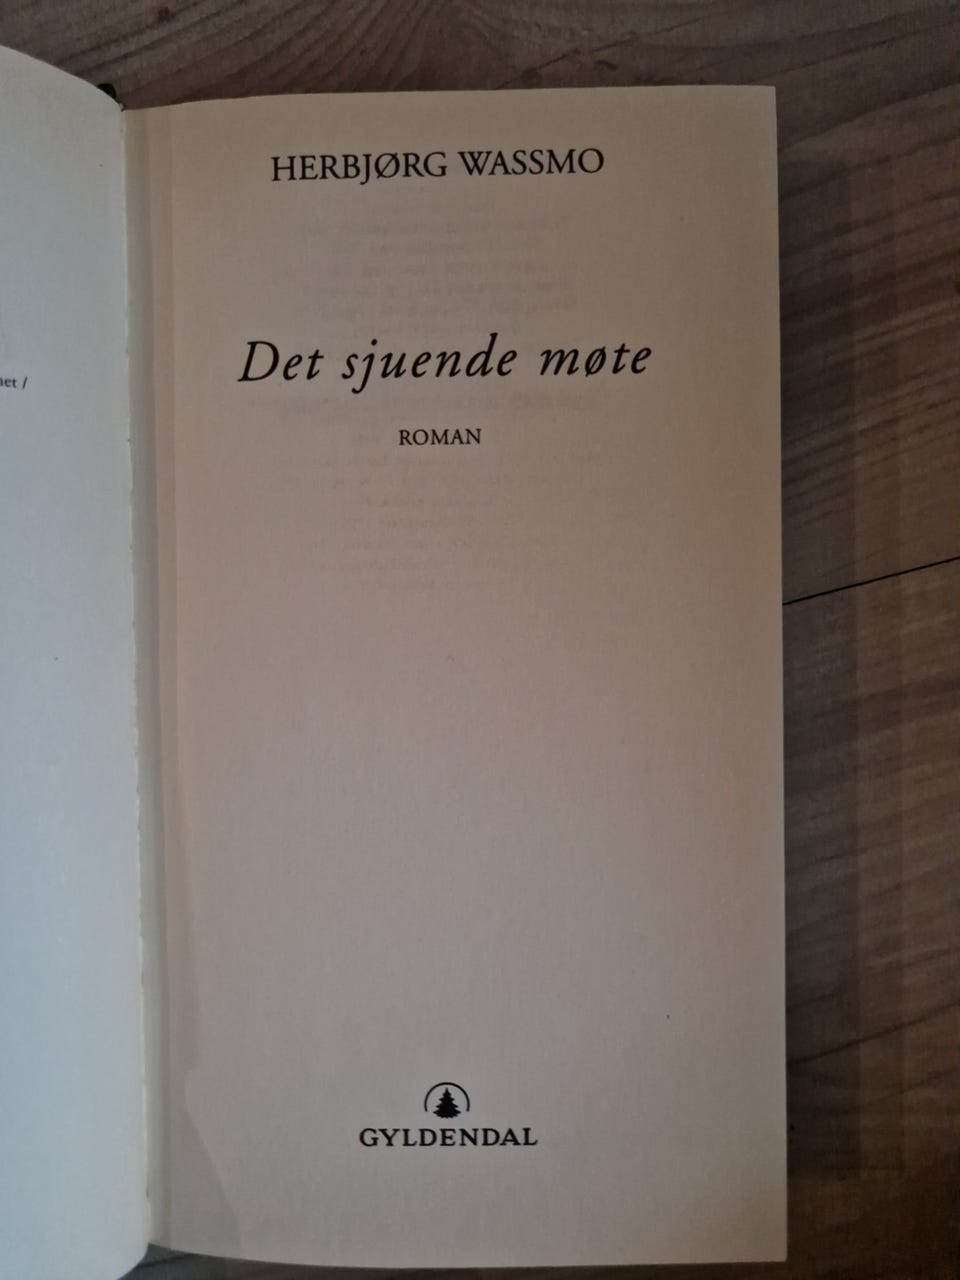 HERBJØRG WASSMO
Det sjuende møte
ROMAN
GYLDENDAL